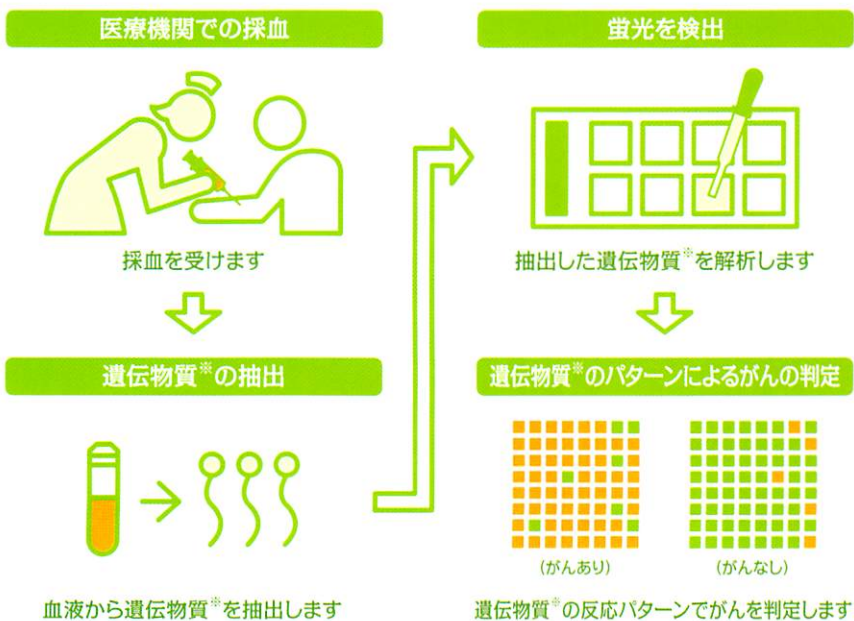 医療機関での採血
採血を受けます
遺伝物質※の抽出
血液から遺伝物質※を抽出します
蛍光を検出
抽出した遺伝物質※を解析します
遺伝物質※のパターンによるがんの判定
(がんあり)
(がんなし)
遺伝物質※の反応パターンでがんを判定します